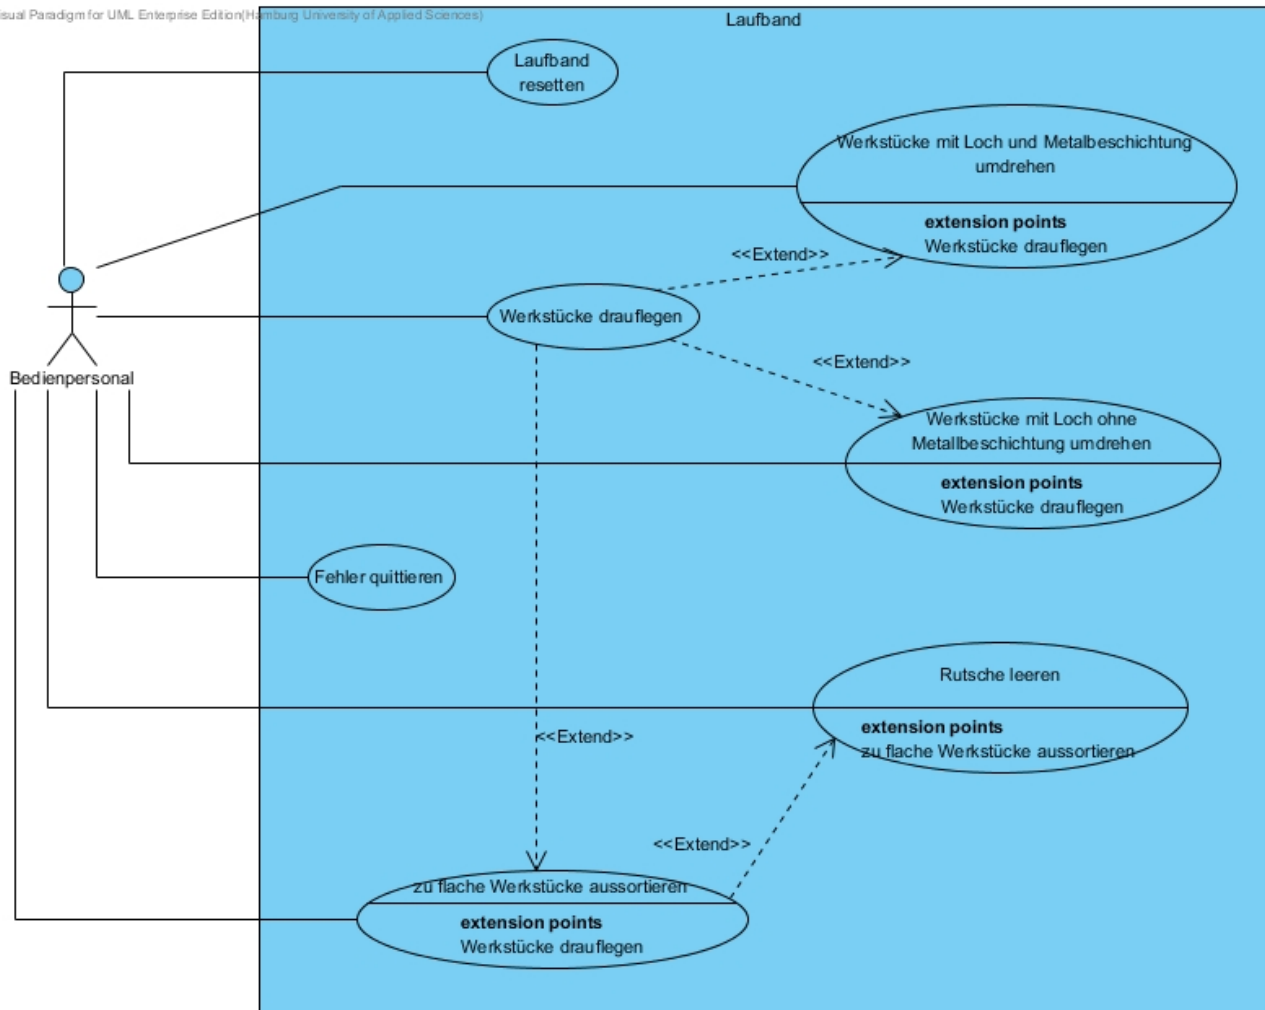 sual Paradigm for UML Enterprise Edition(Hamburg University of Applied Sciences)
Laufband
Laufband
resetten
Werkstücke mit Loch und Metalbeschichtung
umdrehen
extension points
Werkstücke drauflegen
<<Extend>>
Werkstücke drauflegen
<<Extend>>
Bedienpersonal
Werkstücke mit Loch ohne
Metallbeschichtung umdrehen
extension points
Werkstücke drauflegen
Fehler quittieren
Rutsche leeren
extension points
zu flache Werkstücke aussortieren
<<Extend>>
<<Extend>>
zu flache Werkstücke aussortieren
extension points
Werkstücke drauflegen